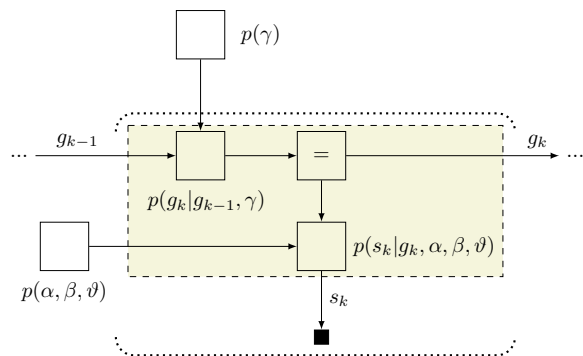 p(γ)
... g_{k−1} g_k ...
=
p(g_k|g_{k−1}, γ)
p(s_k|g_k, α, β, ϑ)
p(α, β, ϑ)
s_k